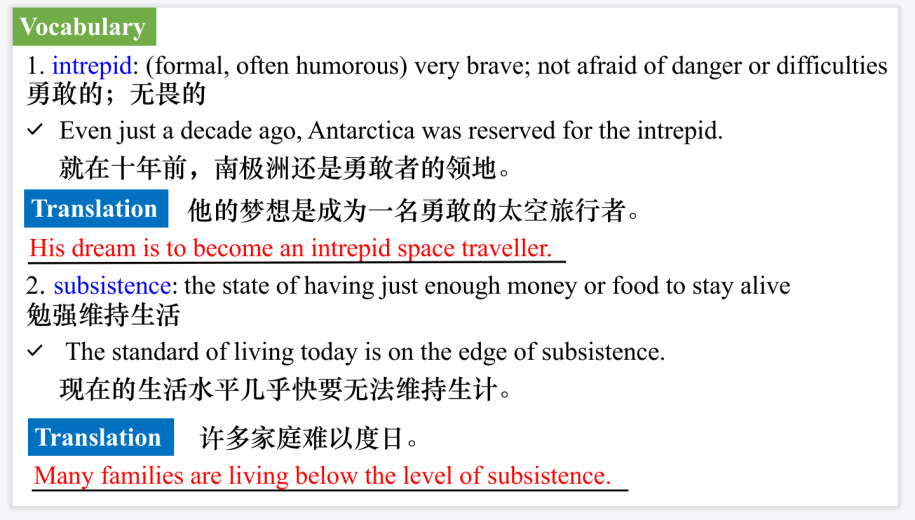 Vocabulary
1. intrepid: (formal, often humorous) very brave; not afraid of danger or difficulties
勇敢的；无畏的
✓ Even just a decade ago, Antarctica was reserved for the intrepid.
就在十年前，南极洲还是勇敢者的领地。
Translation 他的梦想是成为一名勇敢的太空旅行者。
His dream is to become an intrepid space traveller.
2. subsistence: the state of having just enough money or food to stay alive
勉强维持生活
✓ The standard of living today is on the edge of subsistence.
现在的生活水平几乎快要无法维持生计。
Translation 许多家庭难以度日。
Many families are living below the level of subsistence.